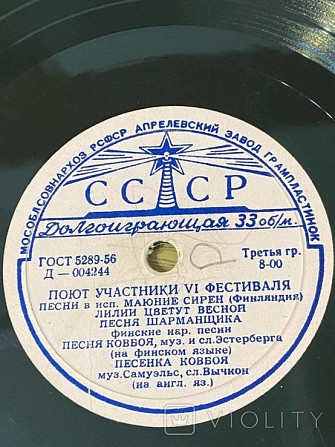 МОСОБЛСОВНАРХОЗ РСФСР АПРЕЛЕВСКИЙ ЗАВОД ГРАМПЛАСТИНОК
СССР
Долгоиграющая 33 об/м.
ГОСТ 5289-56
Третья гр.
Д — 004244
8-00
ПОЮТ УЧАСТНИКИ VI ФЕСТИВАЛЯ
ПЕСНИ в исп. МАЮНИЕ СИРЕН (Финляндия)
ЛИЛИИ ЦВЕТУТ ВЕСНОЙ
ПЕСНЯ ШАРМАНЩИКА
финские нар. песни
ПЕСНЯ КОВБОЯ, муз. и сл. Эстерберга
(на финском языке)
ПЕСЕНКА КОВБОЯ
муз. Самуэльс, сл. Вычкон
(на англ. яз.)
VIOLITY